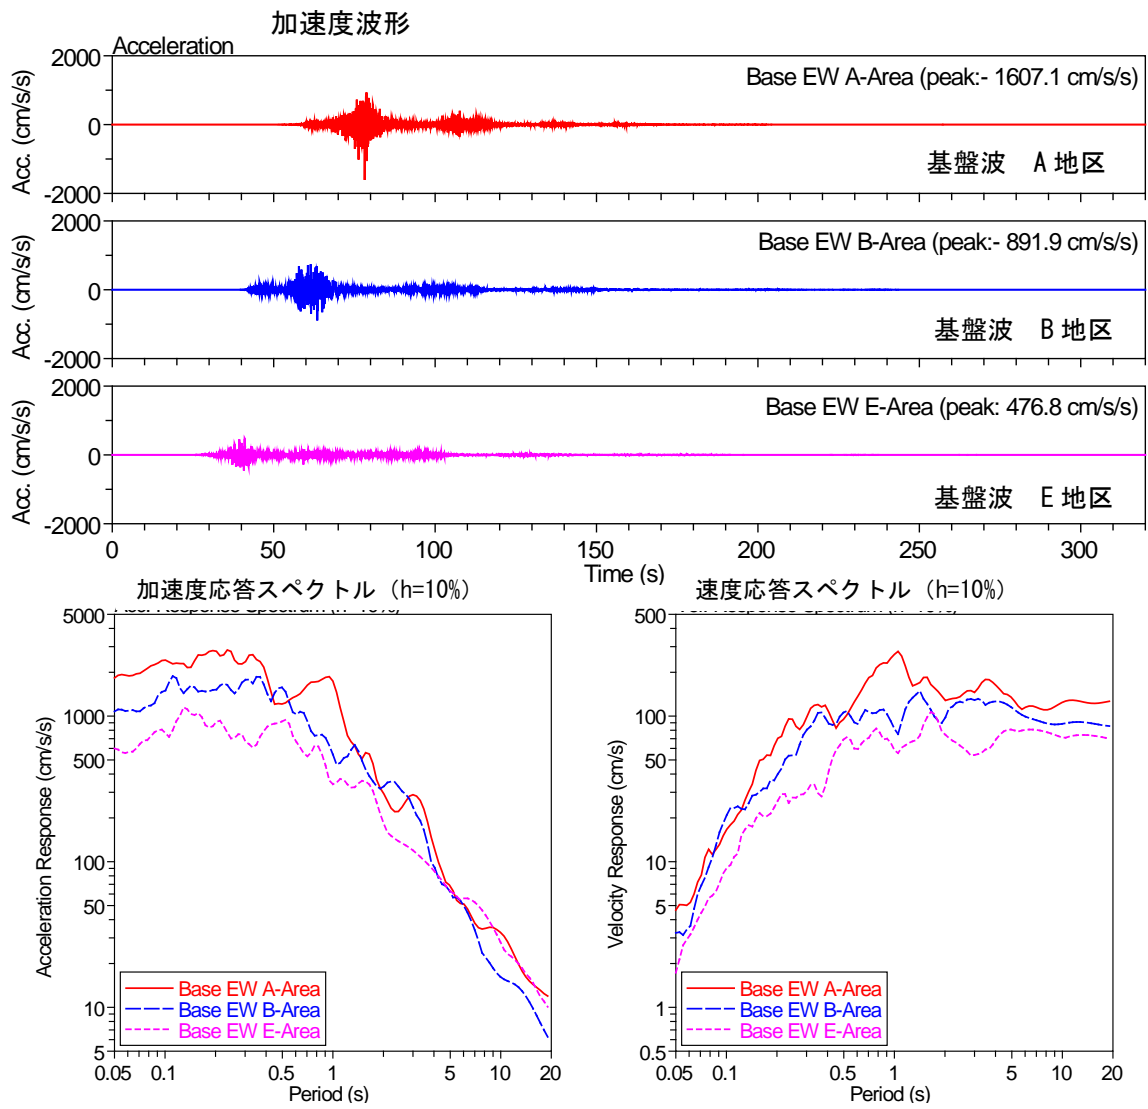 加速度波形
Acceleration
2000
0
-2000
Acc. (cm/s/s)
Base EW A-Area (peak:- 1607.1 cm/s/s)
基盤波 A地区
2000
0
-2000
Acc. (cm/s/s)
Base EW B-Area (peak:- 891.9 cm/s/s)
基盤波 B地区
2000
0
-2000
Acc. (cm/s/s)
Base EW E-Area (peak: 476.8 cm/s/s)
基盤波 E地区
0 50 100 150 200 250 300
Time (s)
加速度応答スペクトル (h=10%)
5000
1000
500
100
50
10
5
Acceleration Response (cm/s/s)
Base EW A-Area
Base EW B-Area
Base EW E-Area
0.05 0.1 0.5 1 5 10 20
Period (s)
速度応答スペクトル (h=10%)
500
100
50
10
5
1
0.5
Velocity Response (cm/s)
Base EW A-Area
Base EW B-Area
Base EW E-Area
0.05 0.1 0.5 1 5 10 20
Period (s)